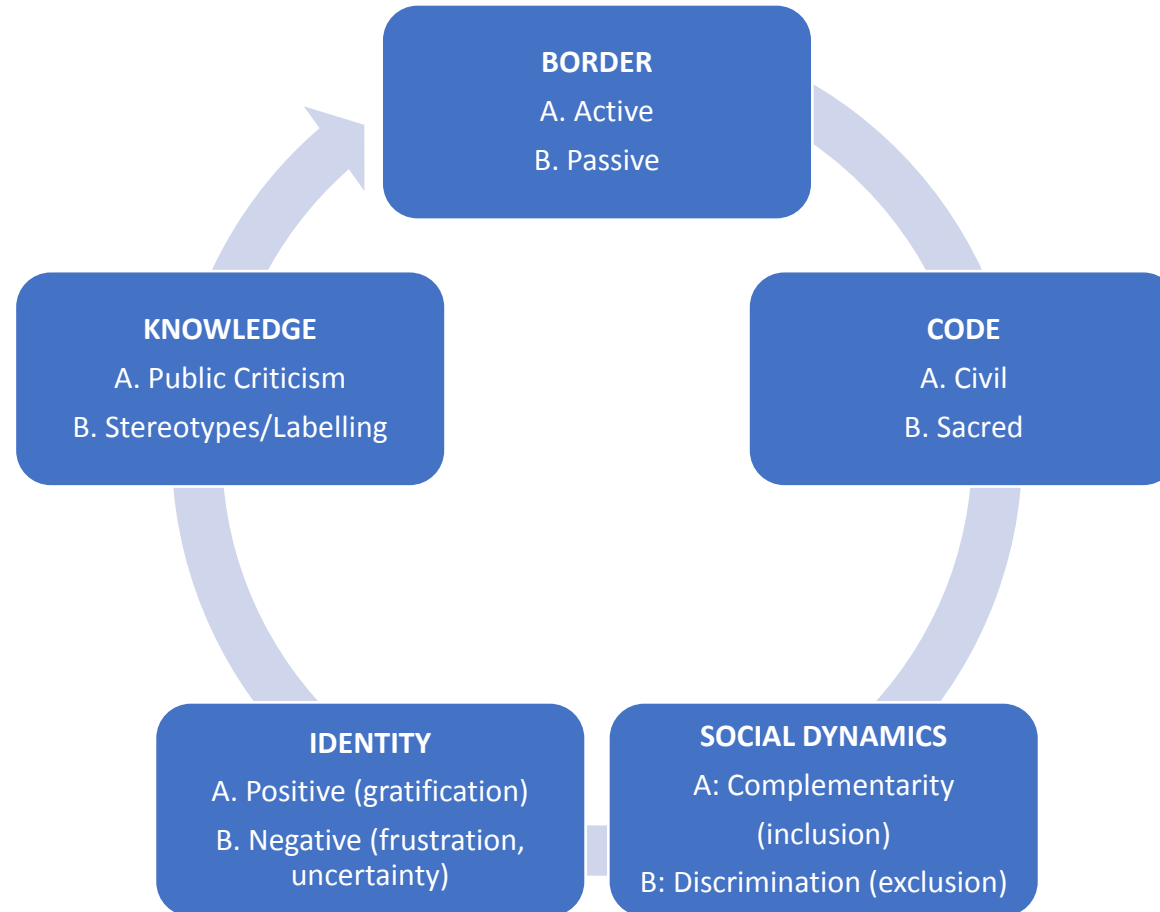 BORDER
A. Active
B. Passive
CODE
A. Civil
B. Sacred
SOCIAL DYNAMICS
A: Complementarity
(inclusion)
B: Discrimination (exclusion)
IDENTITY
A. Positive (gratification)
B. Negative (frustration,
uncertainty)
KNOWLEDGE
A. Public Criticism
B. Stereotypes/Labelling